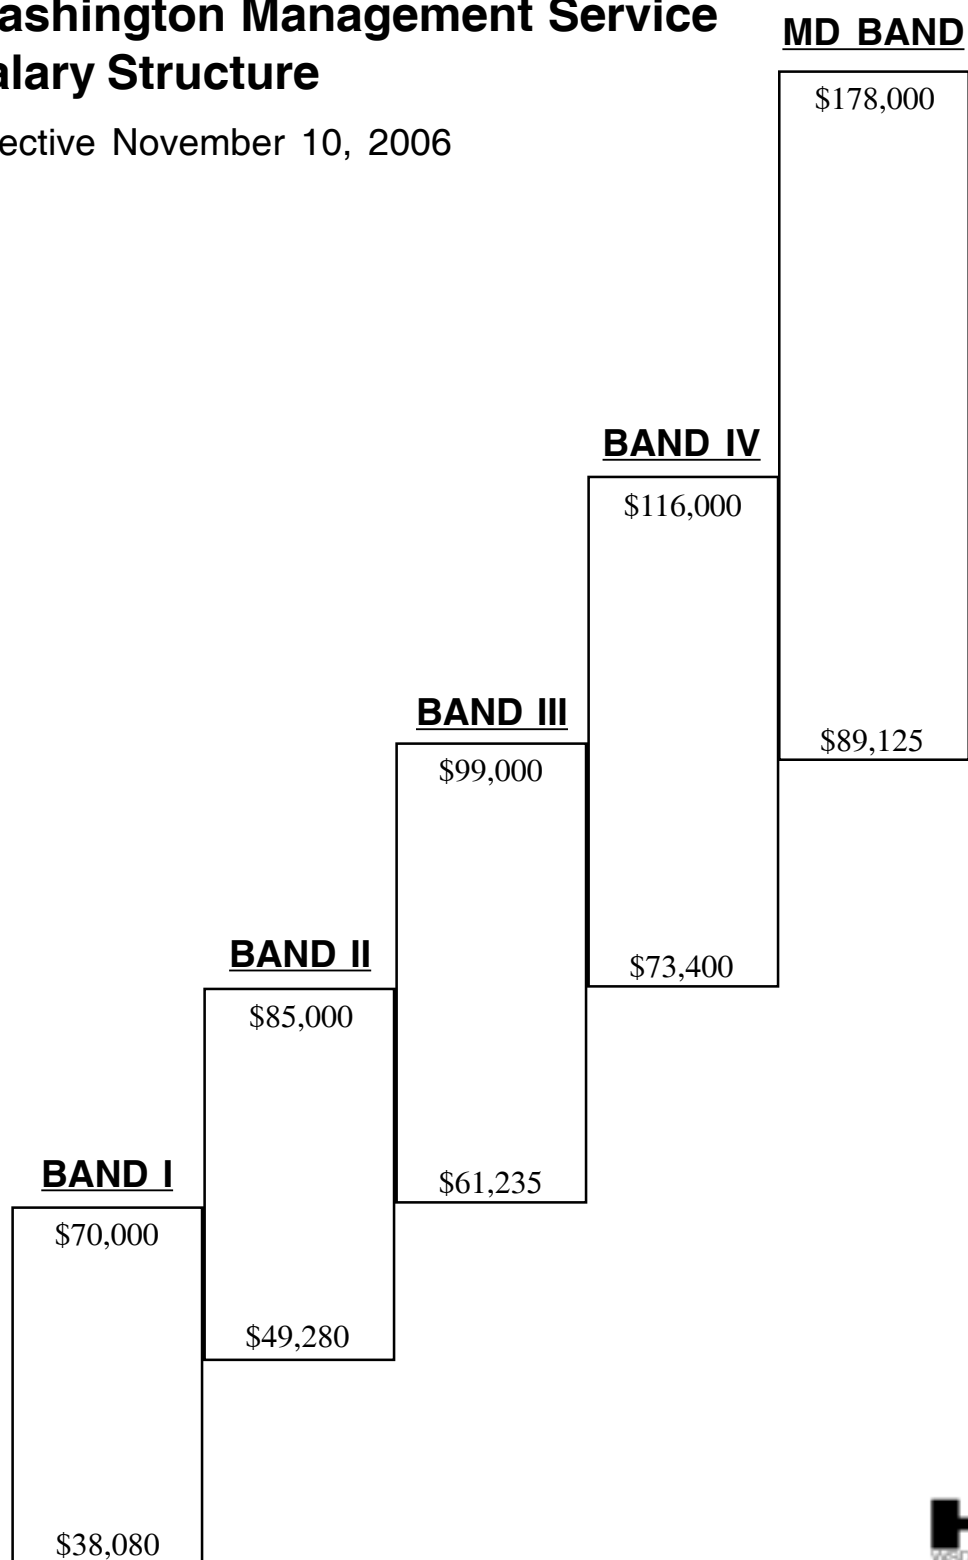 ashington Management Service
alary Structure
ective November 10, 2006
MD BAND
$178,000
BAND IV
$116,000
BAND III
$99,000
$89,125
BAND II
$85,000
$73,400
BAND I
$70,000
$61,235
$49,280
$38,080